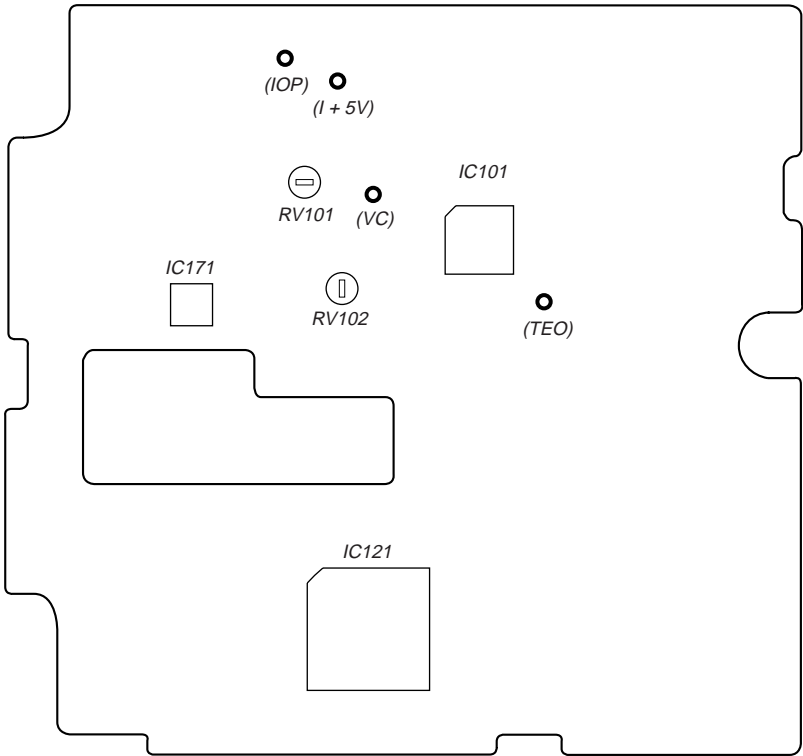 (IOP)
(I + 5V)
IC101
RV101
(VC)
IC171
RV102
(TEO)
IC121